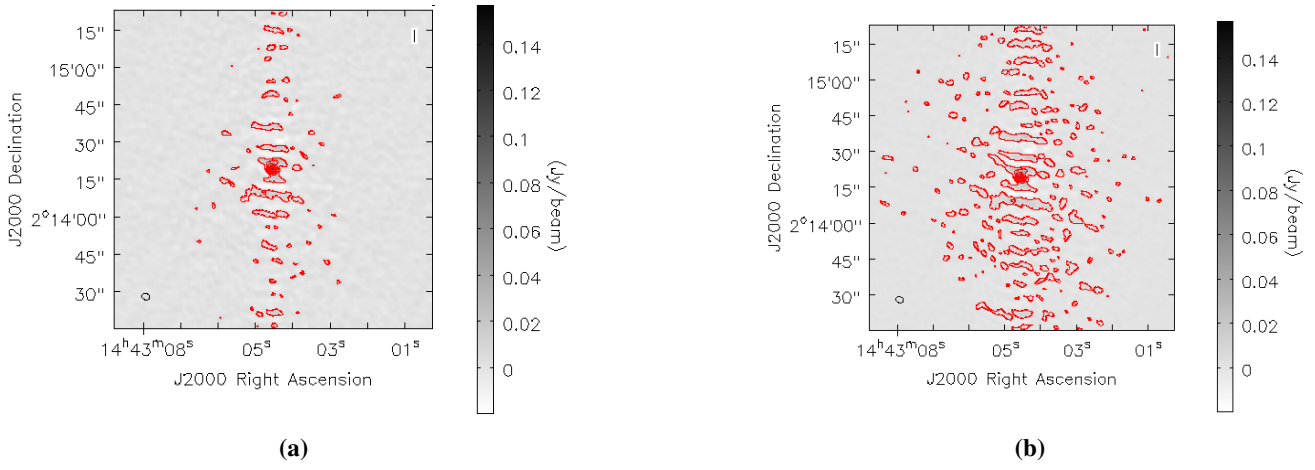 15"
15'00"
45"
30"
15"
2°14'00"
45"
30"
J2000 Declination
14ʰ43ᵐ08ˢ
05ˢ
03ˢ
01ˢ
J2000 Right Ascension
I
0.14
0.12
0.1
0.08
0.06
0.04
0.02
0
(Jy/beam)
(a)
15"
15'00"
45"
30"
15"
2°14'00"
45"
30"
J2000 Declination
14ʰ43ᵐ08ˢ
05ˢ
03ˢ
01ˢ
J2000 Right Ascension
I
0.14
0.12
0.1
0.08
0.06
0.04
0.02
0
(Jy/beam)
(b)